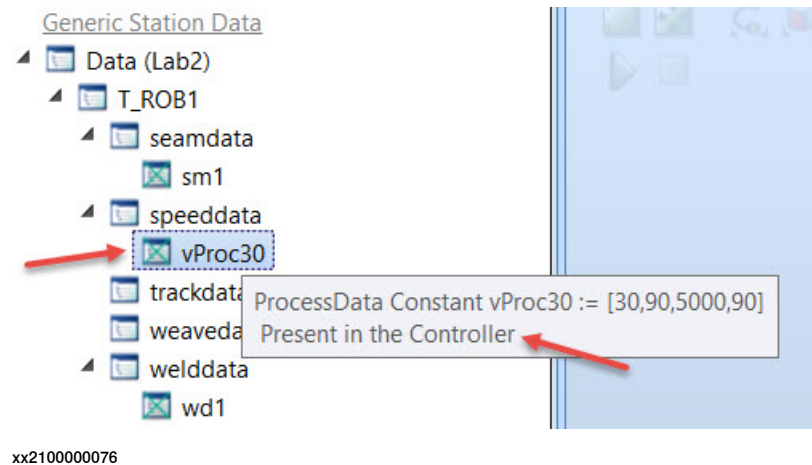 Generic Station Data
Data (Lab2)
T_ROB1
seamdata
sm1
speeddata
vProc30
trackdata
ProcessData Constant vProc30 := [30,90,5000,90]
Present in the Controller
weaveda
welddata
wd1
xx2100000076